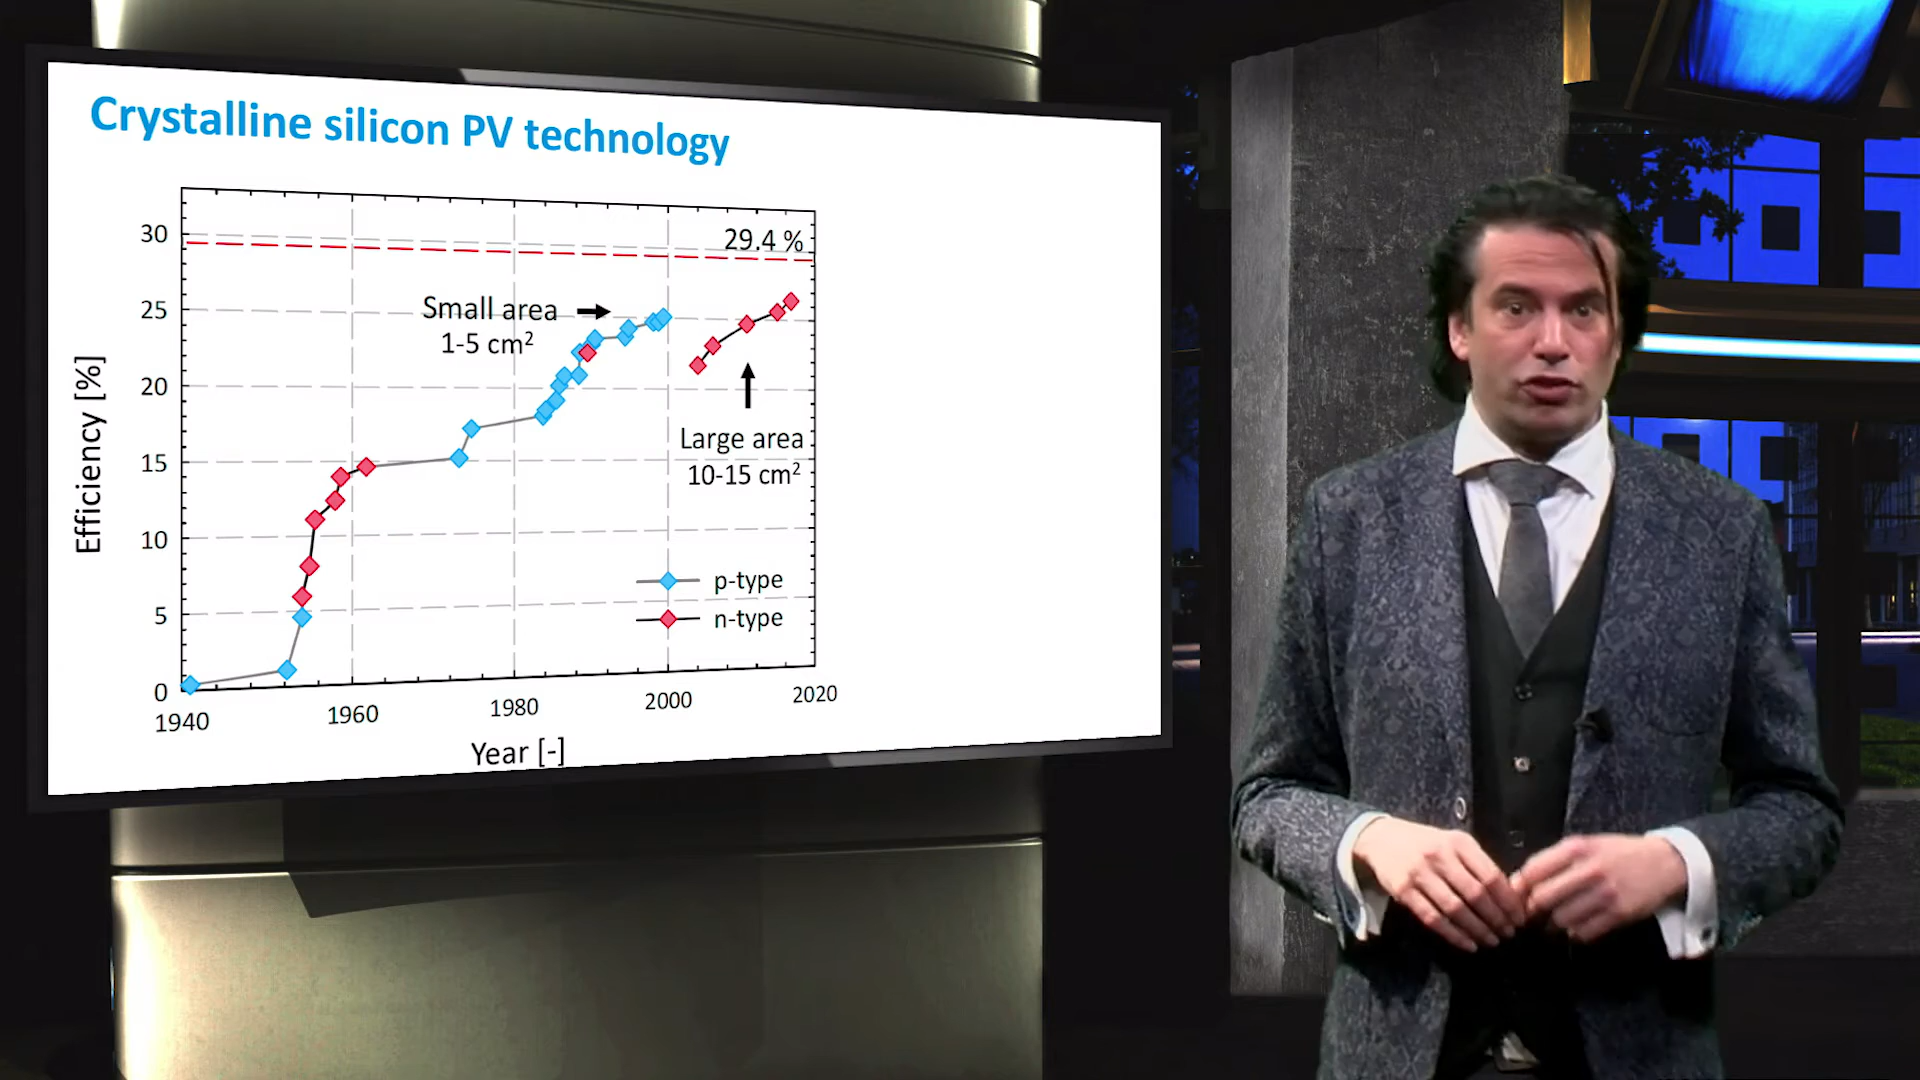 Crystalline silicon PV technology
30
25
20
15
10
5
0
Efficiency [%]
29.4 %
Small area
1-5 cm²
Large area
10-15 cm²
p-type
n-type
1940
1960
1980
2000
2020
Year [-]